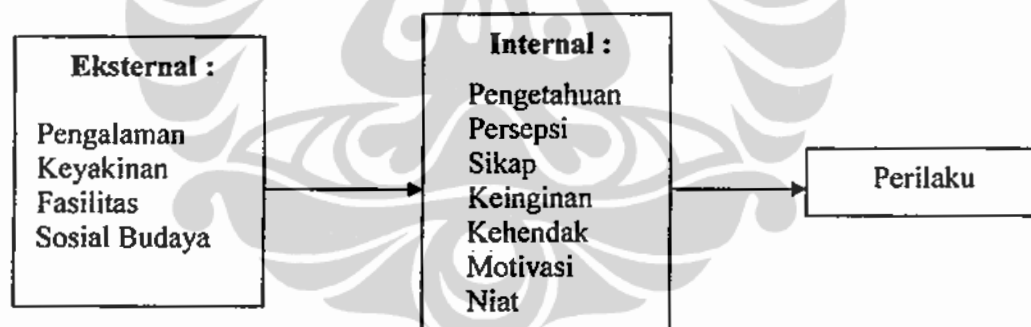 Eksternal :
Pengalaman
Keyakinan
Fasilitas
Sosial Budaya
Internal :
Pengetahuan
Persepsi
Sikap
Keinginan
Kehendak
Motivasi
Niat
Perilaku